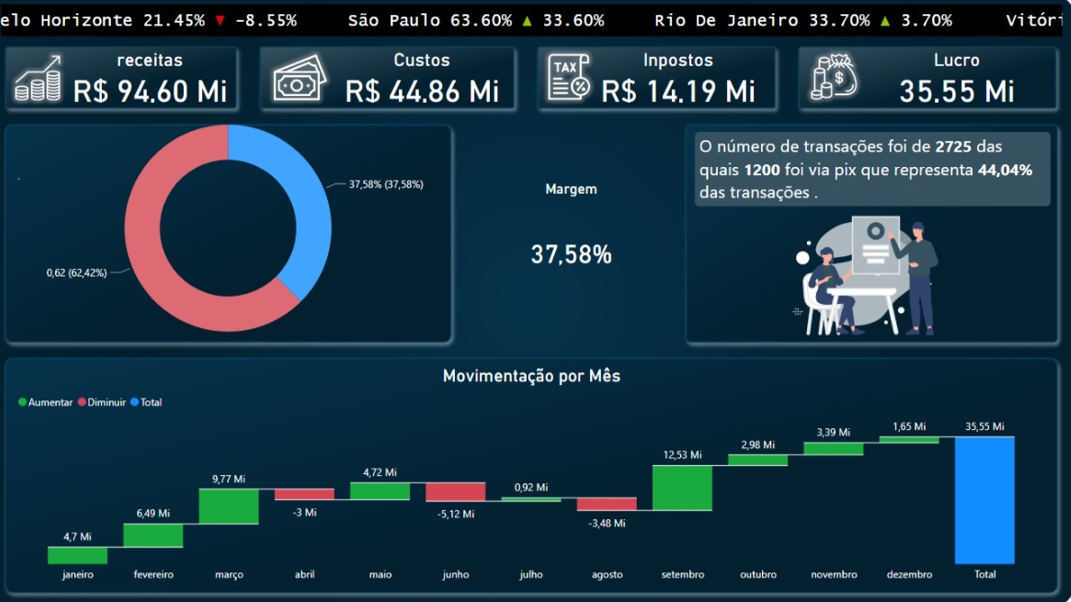 elo Horizonte 21.45% ▼ -8.55% São Paulo 63.60% ▲ 33.60% Rio De Janeiro 33.70% ▲ 3.70% Vitóri
receitas
R$ 94.60 Mi
Custos
R$ 44.86 Mi
TAX
Inpostos
R$ 14.19 Mi
Lucro
35.55 Mi
37,58% (37,58%)
0,62 (62,42%)
Margem
37,58%
O número de transações foi de 2725 das
quais 1200 foi via pix que representa 44,04%
das transações .
Movimentação por Mês
Aumentar Diminuir Total
4,7 Mi
6,49 Mi
9,77 Mi
-3 Mi
4,72 Mi
-5,12 Mi
0,92 Mi
-3,48 Mi
12,53 Mi
2,98 Mi
3,39 Mi
1,65 Mi
35,55 Mi
janeiro fevereiro março abril maio junho julho agosto setembro outubro novembro dezembro Total